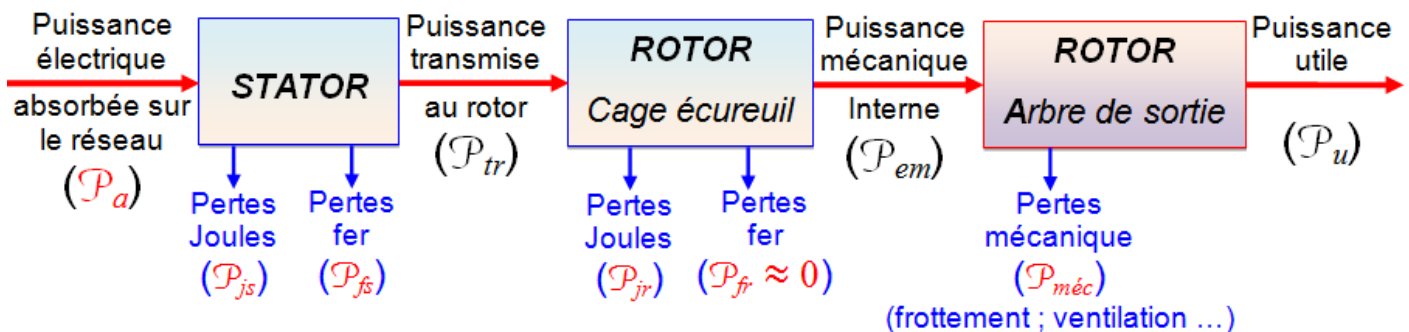 Puissance
électrique
absorbée sur
le réseau
(𝒫a)
STATOR
Pertes
Joules
(𝒫js)
Pertes
fer
(𝒫fs)
Puissance
transmise
au rotor
(𝒫tr)
ROTOR
Cage écureuil
Pertes
Joules
(𝒫jr)
Pertes
fer
(𝒫fr ≈ 0)
Puissance
mécanique
Interne
(𝒫em)
ROTOR
Arbre de sortie
Pertes
mécanique
(𝒫méc)
(frottement ; ventilation ...)
Puissance
utile
(𝒫u)